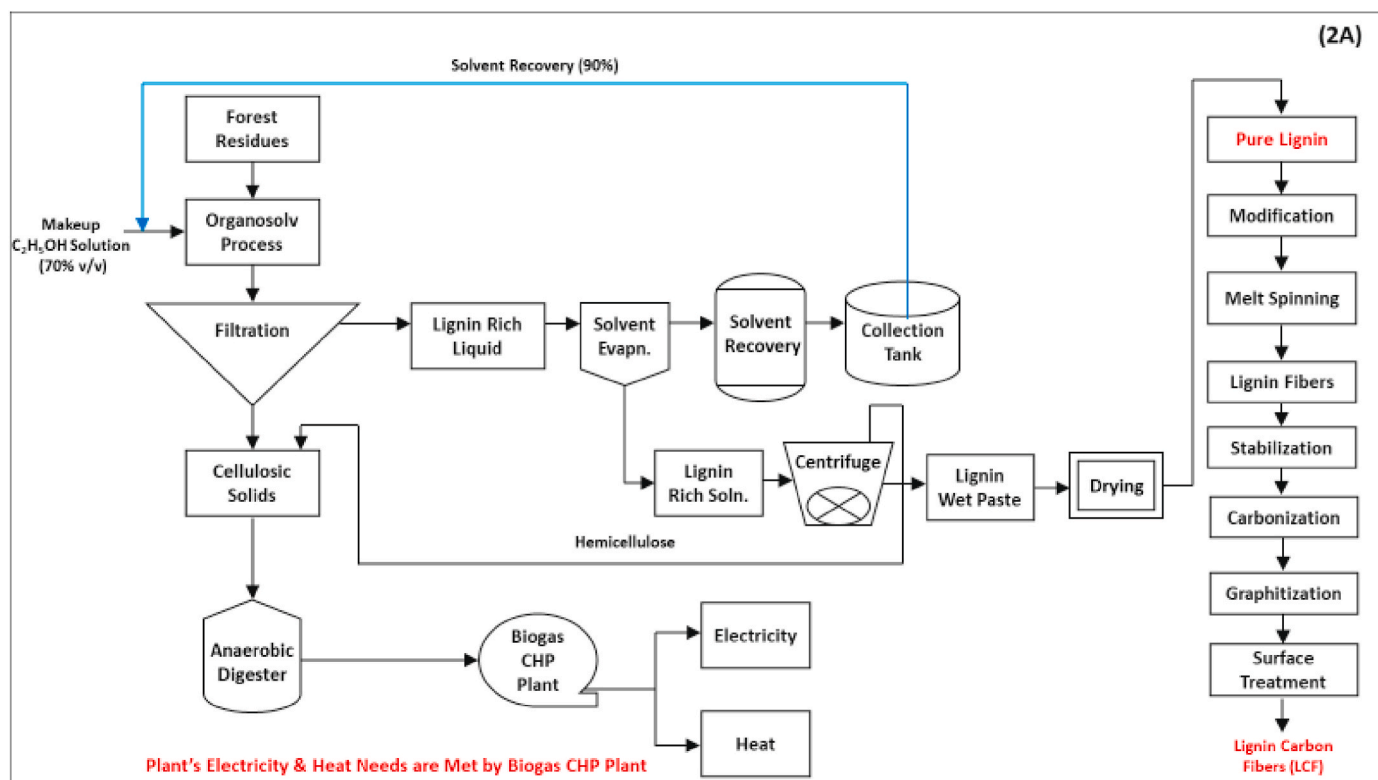 (2A)
Solvent Recovery (90%)
Forest
Residues
Makeup
C₂H₅OH Solution
(70% v/v)
Organosolv
Process
Filtration
Lignin Rich
Liquid
Solvent
Evapn.
Solvent
Recovery
Collection
Tank
Cellulosic
Solids
Lignin
Rich Soln.
Centrifuge
Lignin
Wet Paste
Drying
Hemicellulose
Anaerobic
Digester
Biogas
CHP
Plant
Electricity
Heat
Plant's Electricity & Heat Needs are Met by Biogas CHP Plant
Pure Lignin
Modification
Melt Spinning
Lignin Fibers
Stabilization
Carbonization
Graphitization
Surface
Treatment
Lignin Carbon
Fibers (LCF)